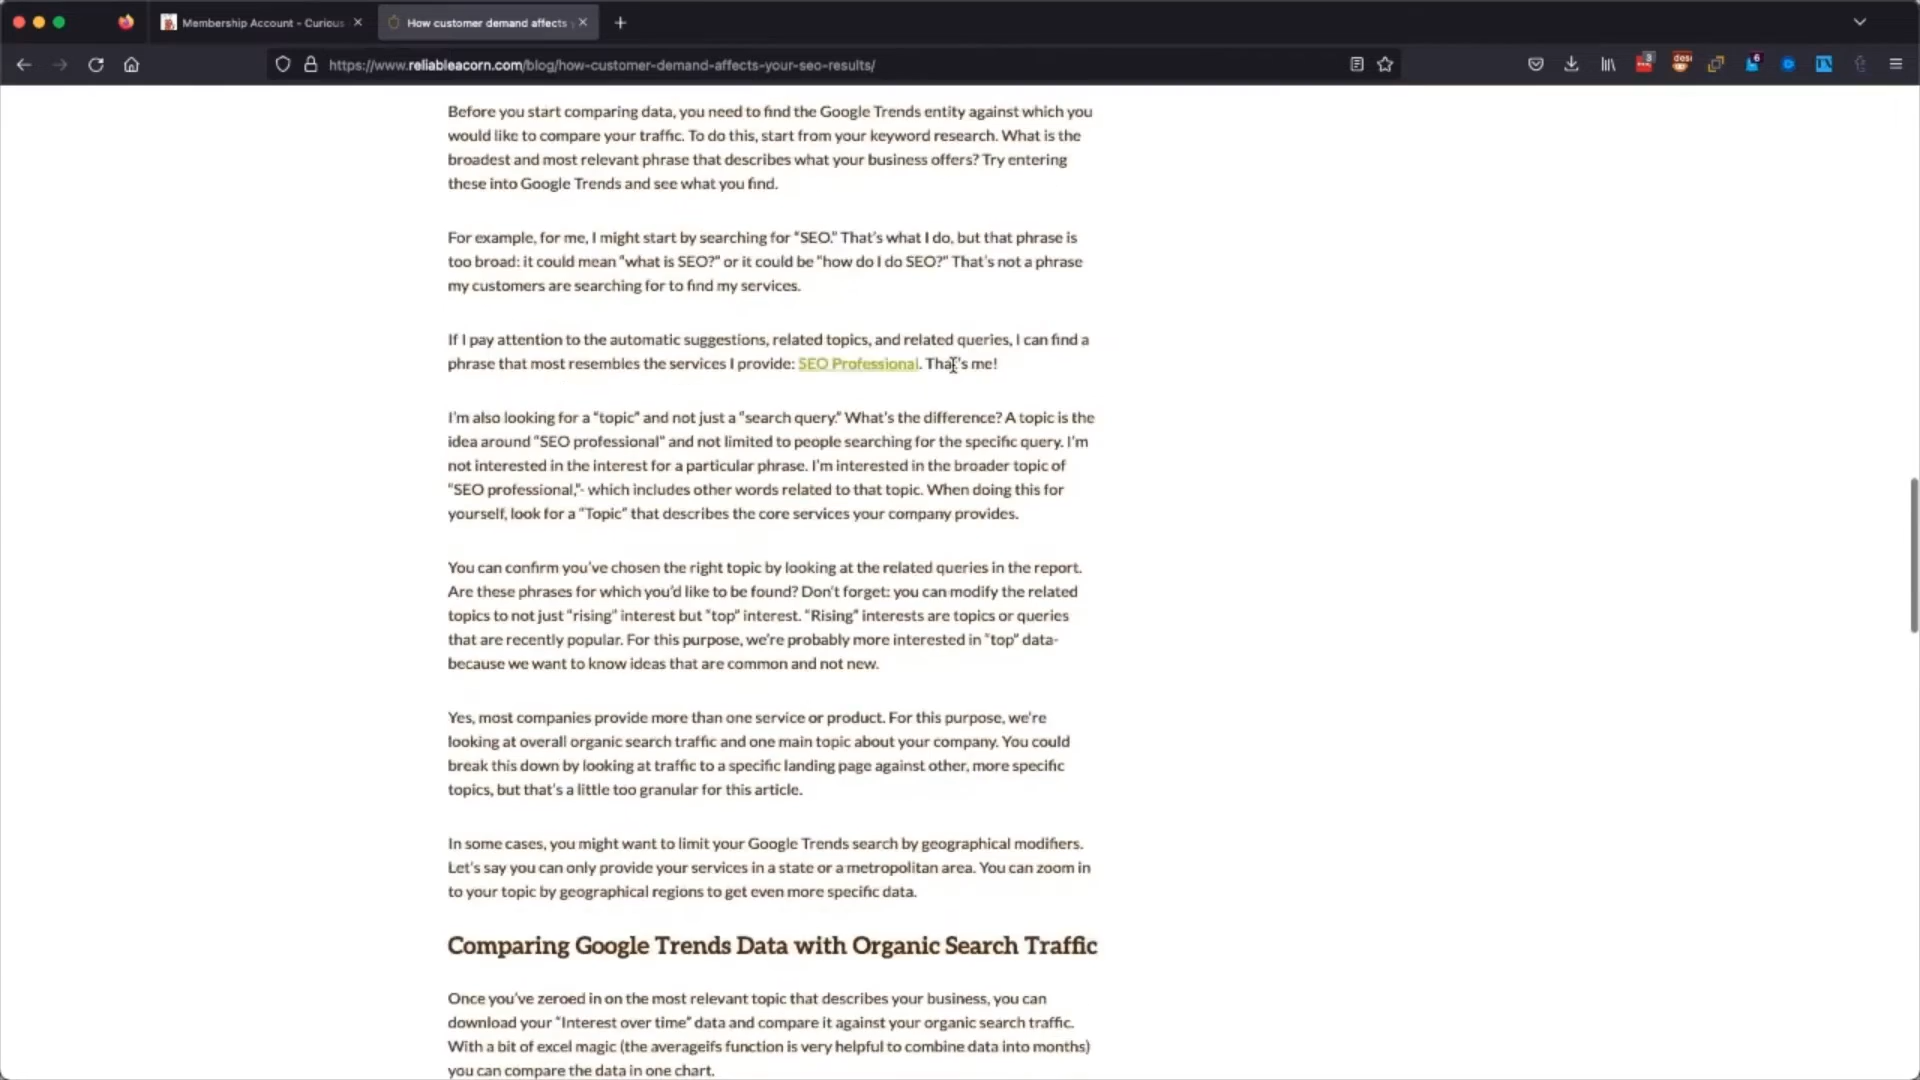 Membership Account - Curious
How customer demand affects
https://www.reliableacorn.com/blog/how-customer-demand-affects-your-seo-results/
3
desi
6
Before you start comparing data, you need to find the Google Trends entity against which you
would like to compare your traffic. To do this, start from your keyword research. What is the
broadest and most relevant phrase that describes what your business offers? Try entering
these into Google Trends and see what you find.
For example, for me, I might start by searching for “SEO.” That’s what I do, but that phrase is
too broad: it could mean “what is SEO?” or it could be “how do I do SEO?” That’s not a phrase
my customers are searching for to find my services.
If I pay attention to the automatic suggestions, related topics, and related queries, I can find a
phrase that most resembles the services I provide: SEO Professional. That’s me!
I’m also looking for a “topic” and not just a “search query.” What’s the difference? A topic is the
idea around “SEO professional” and not limited to people searching for the specific query. I’m
not interested in the interest for a particular phrase. I’m interested in the broader topic of
“SEO professional,”- which includes other words related to that topic. When doing this for
yourself, look for a “Topic” that describes the core services your company provides.
You can confirm you’ve chosen the right topic by looking at the related queries in the report.
Are these phrases for which you’d like to be found? Don’t forget: you can modify the related
topics to not just “rising” interest but “top” interest. “Rising” interests are topics or queries
that are recently popular. For this purpose, we’re probably more interested in “top” data-
because we want to know ideas that are common and not new.
Yes, most companies provide more than one service or product. For this purpose, we’re
looking at overall organic search traffic and one main topic about your company. You could
break this down by looking at traffic to a specific landing page against other, more specific
topics, but that’s a little too granular for this article.
In some cases, you might want to limit your Google Trends search by geographical modifiers.
Let’s say you can only provide your services in a state or a metropolitan area. You can zoom in
to your topic by geographical regions to get even more specific data.
Comparing Google Trends Data with Organic Search Traffic
Once you’ve zeroed in on the most relevant topic that describes your business, you can
download your “Interest over time” data and compare it against your organic search traffic.
With a bit of excel magic (the averageifs function is very helpful to combine data into months)
you can compare the data in one chart.